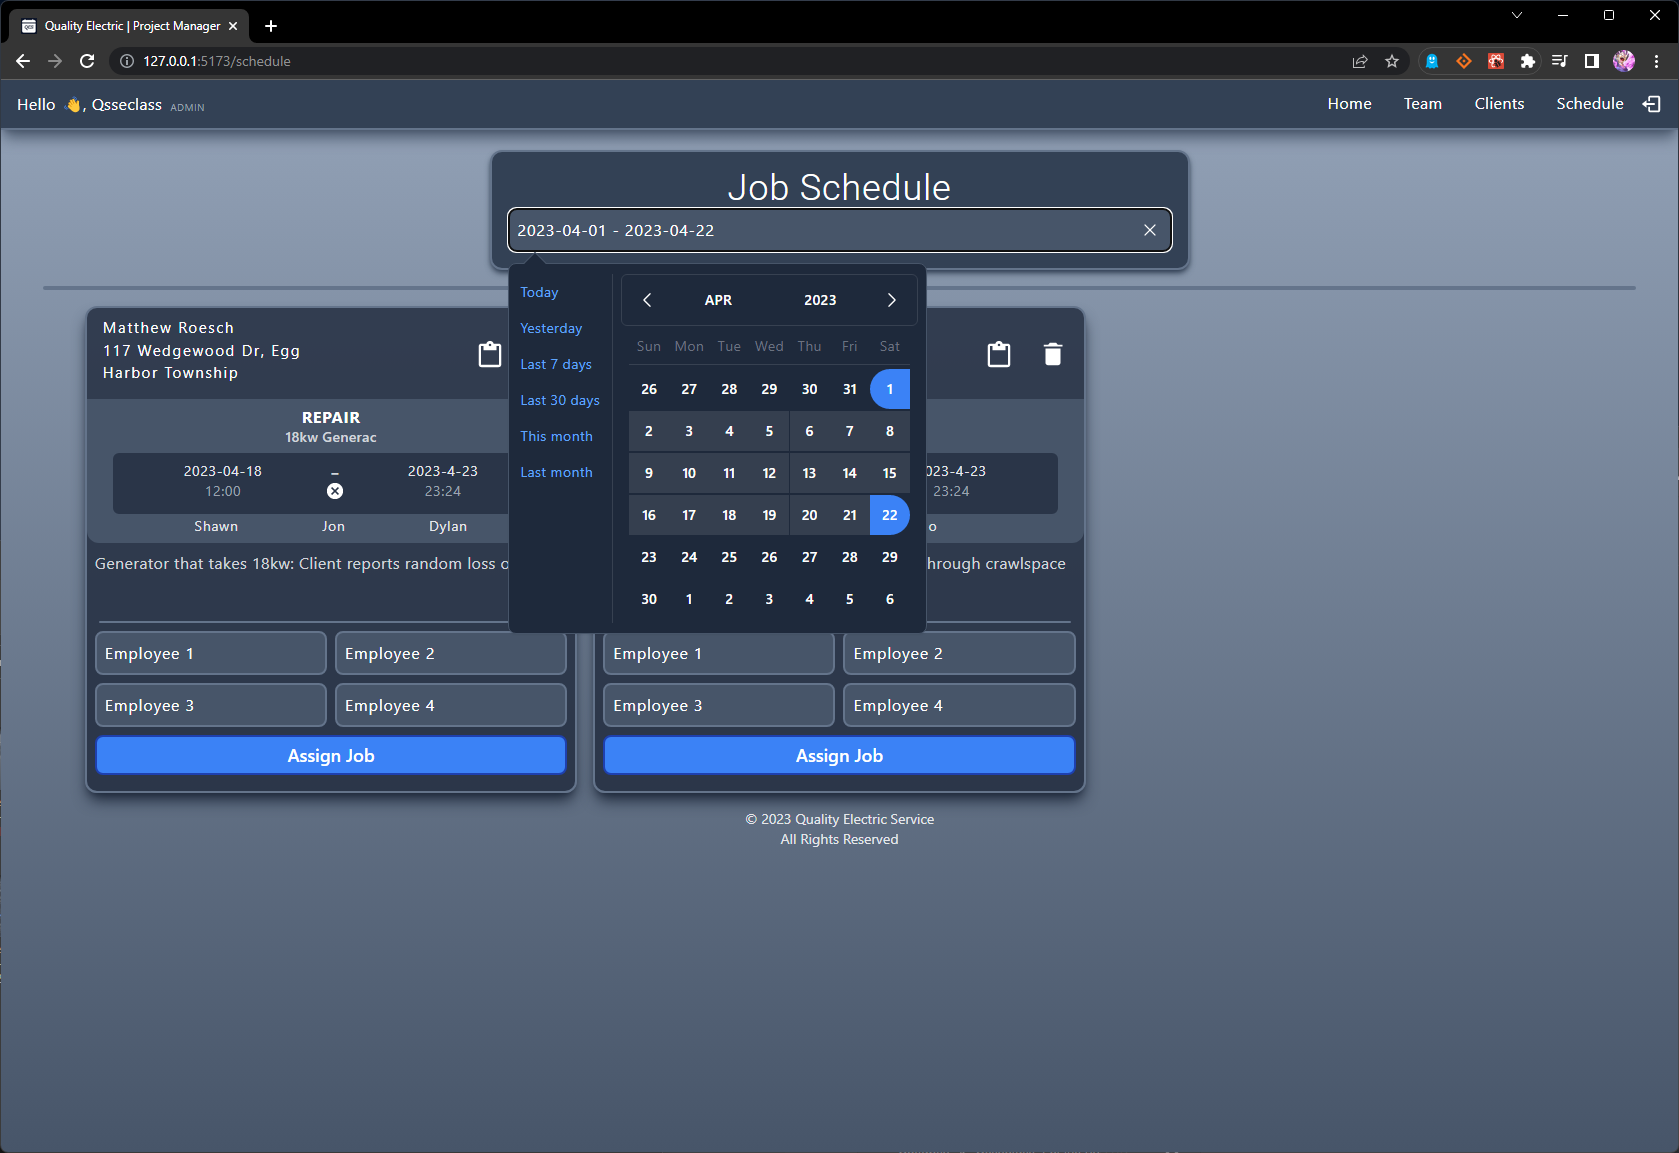 Quality Electric | Project Manager
127.0.0.1:5173/schedule
Hello 👋, Qsseclass ADMIN
Home Team Clients Schedule
Job Schedule
2023-04-01 - 2023-04-22
Today
Yesterday
Last 7 days
Last 30 days
This month
Last month
APR 2023
Sun Mon Tue Wed Thu Fri Sat
26 27 28 29 30 31 1
2 3 4 5 6 7 8
9 10 11 12 13 14 15
16 17 18 19 20 21 22
23 24 25 26 27 28 29
30 1 2 3 4 5 6
Matthew Roesch
117 Wedgewood Dr, Egg
Harbor Township
REPAIR
18kw Generac
2023-04-18 – 2023-4-23
12:00 23:24
Shawn Jon Dylan
Generator that takes 18kw: Client reports random loss o
Employee 1 Employee 2
Employee 3 Employee 4
Assign Job
023-4-23
23:24
o
hrough crawlspace
Employee 1 Employee 2
Employee 3 Employee 4
Assign Job
© 2023 Quality Electric Service
All Rights Reserved